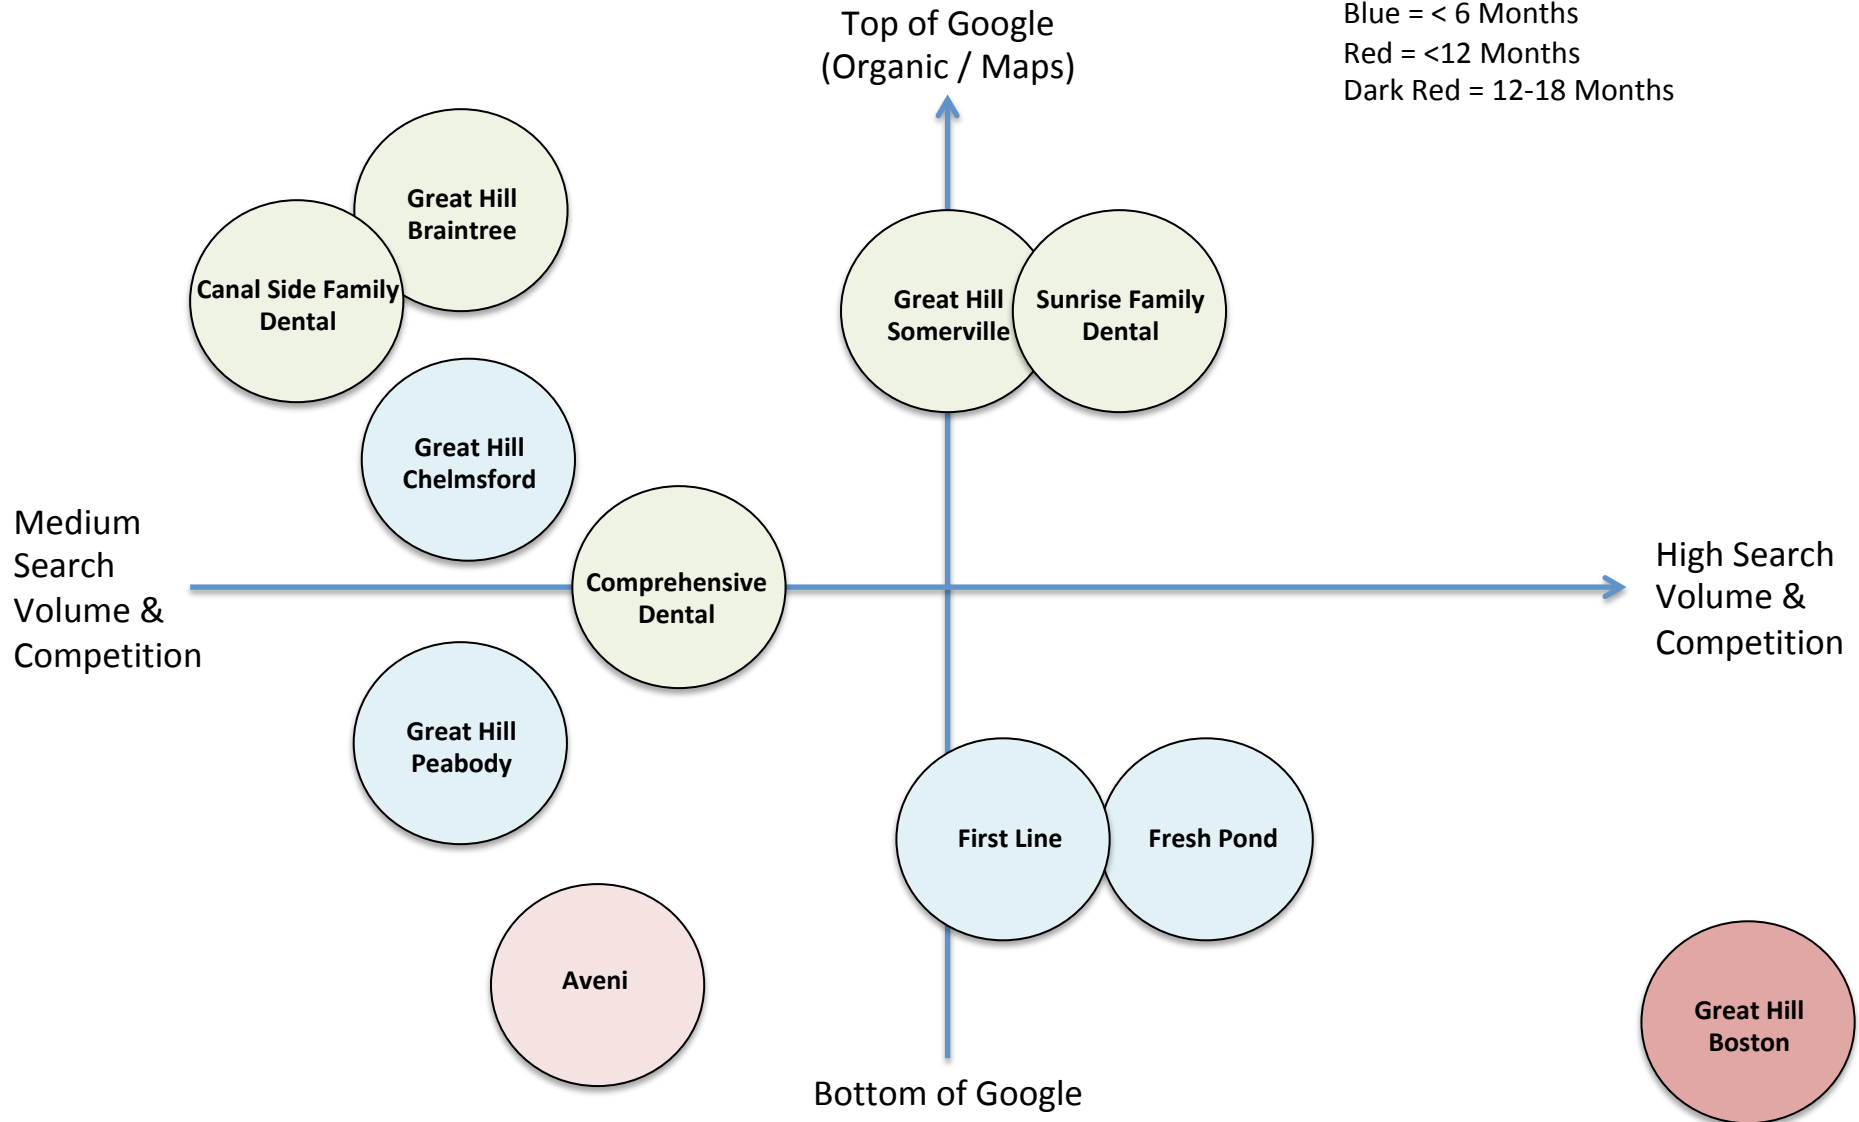 Top of Google
(Organic / Maps)
Blue = < 6 Months
Red = <12 Months
Dark Red = 12-18 Months
Great Hill
Braintree
Canal Side Family
Dental
Great Hill
Somerville
Sunrise Family
Dental
Great Hill
Chelmsford
Medium
Search
Volume &
Competition
Comprehensive
Dental
High Search
Volume &
Competition
Great Hill
Peabody
First Line
Fresh Pond
Aveni
Great Hill
Boston
Bottom of Google